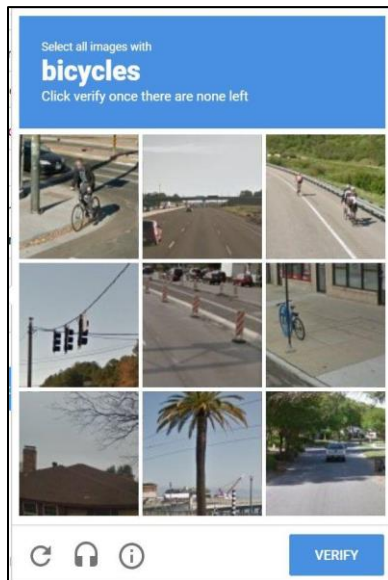 Select all images with
bicycles
Click verify once there are none left
VERIFY